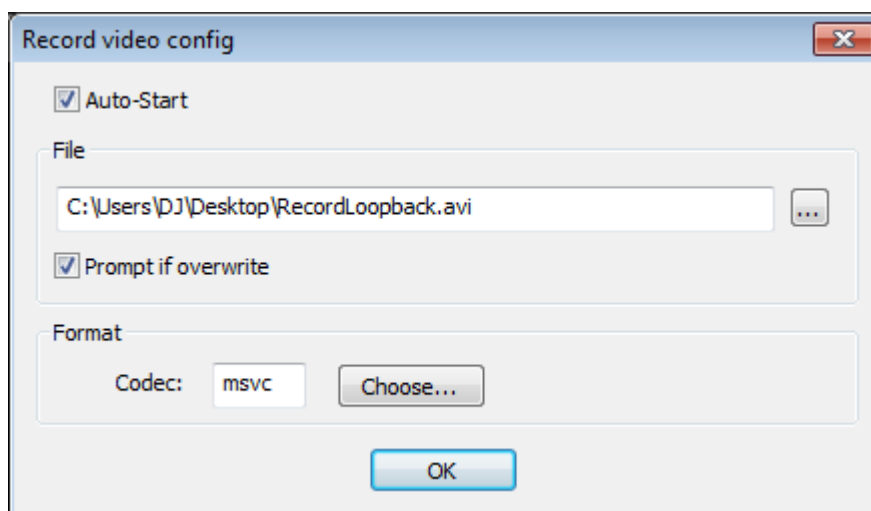 Record video config
Auto-Start
File
C:\Users\DJ\Desktop\RecordLoopback.avi
...
Prompt if overwrite
Format
Codec: msvc Choose...
OK